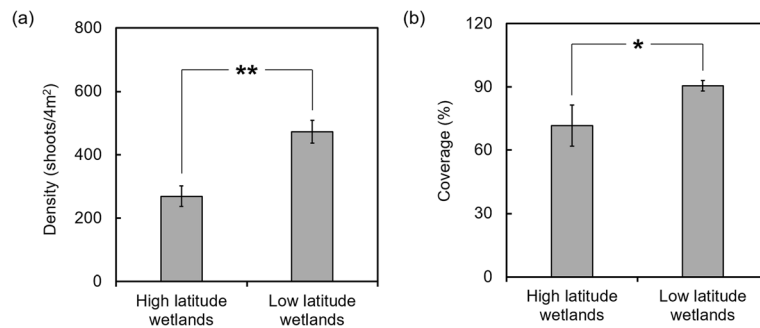 (a)
800
600
400
200
0
Density (shoots/4m²)
**
High latitude
wetlands
Low latitude
wetlands
(b)
120
90
60
30
0
Coverage (%)
*
High latitude
wetlands
Low latitude
wetlands